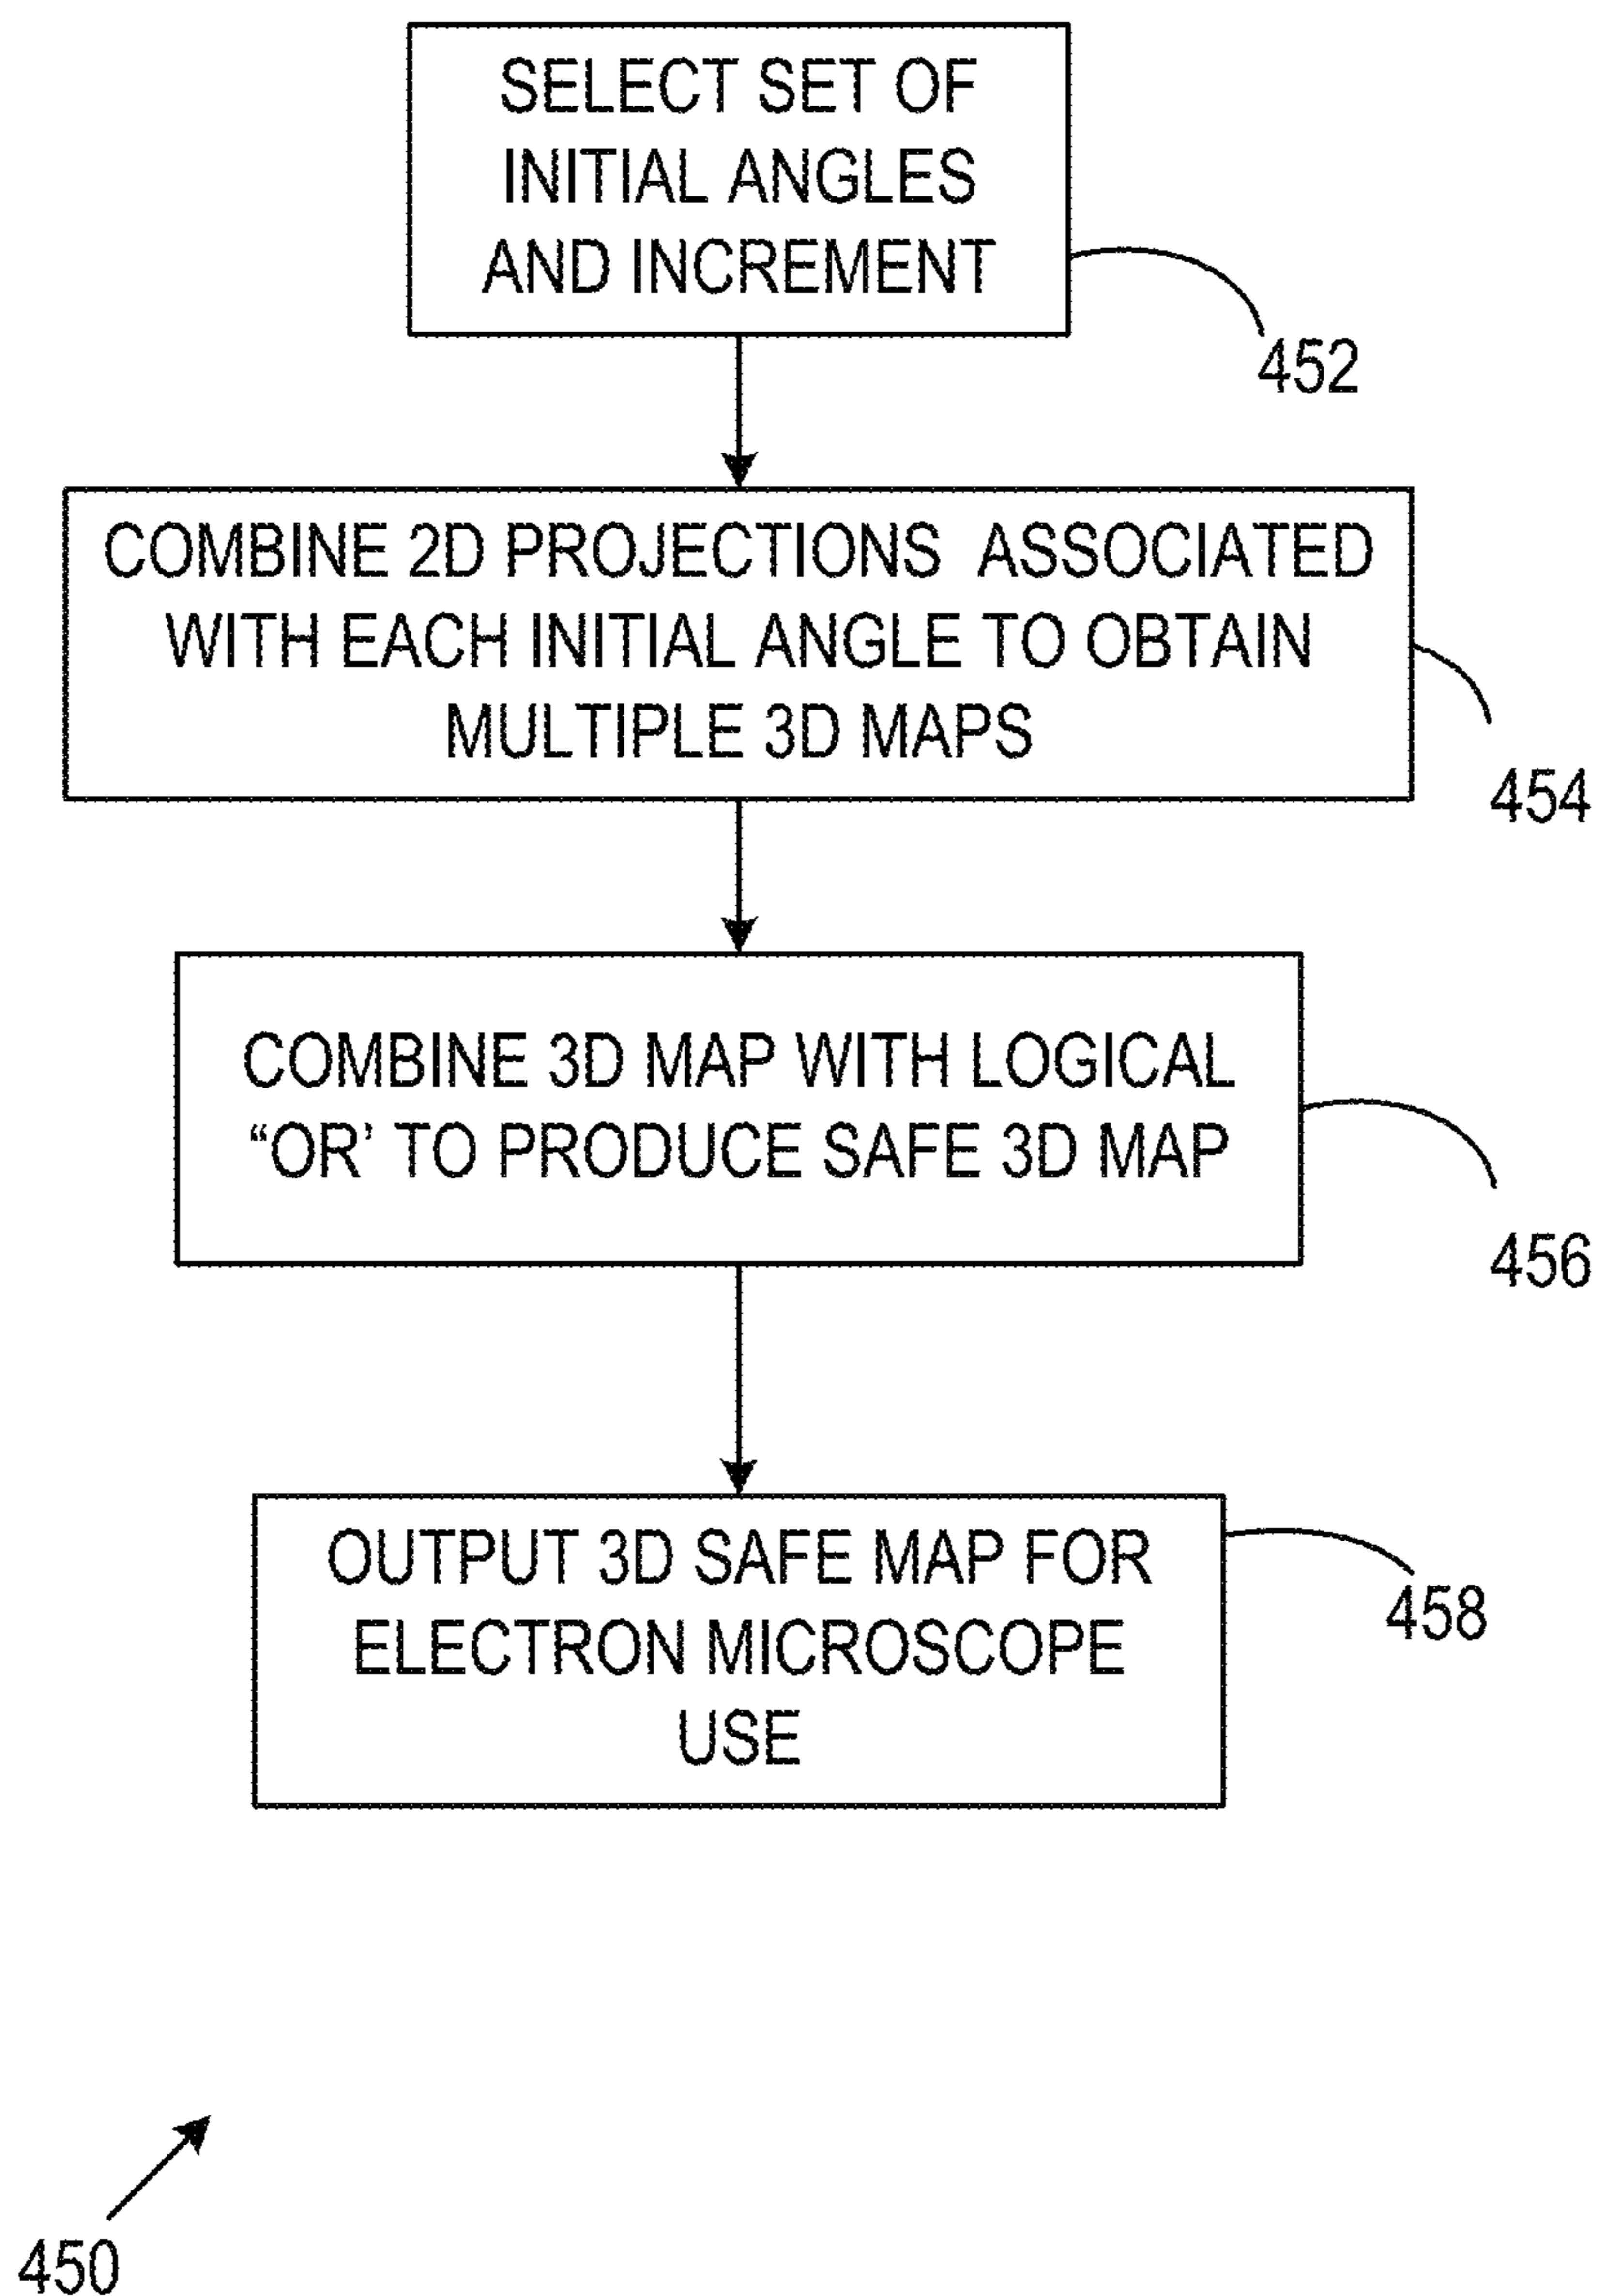 SELECT SET OF
INITIAL ANGLES
AND INCREMENT
452
COMBINE 2D PROJECTIONS ASSOCIATED
WITH EACH INITIAL ANGLE TO OBTAIN
MULTIPLE 3D MAPS
454
COMBINE 3D MAP WITH LOGICAL
“OR’ TO PRODUCE SAFE 3D MAP
456
OUTPUT 3D SAFE MAP FOR
ELECTRON MICROSCOPE
USE
458
450